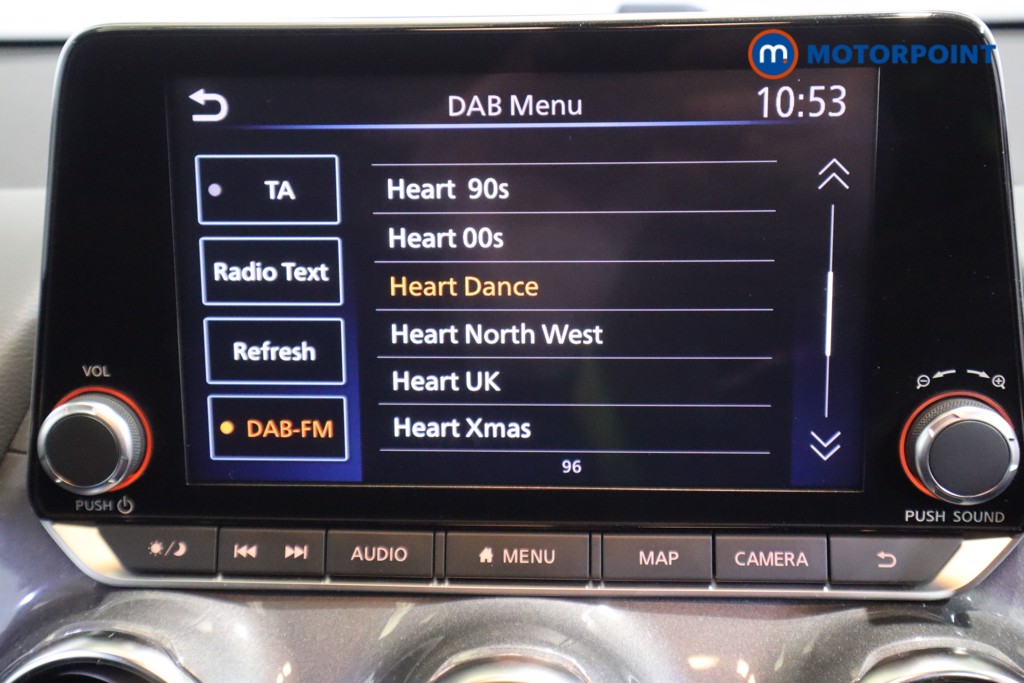 m. MOTORPOINT
DAB Menu
10:53
TA
Radio Text
Refresh
DAB-FM
Heart 90s
Heart 00s
Heart Dance
Heart North West
Heart UK
Heart Xmas
96
VOL
PUSH
PUSH SOUND
AUDIO
MENU
MAP
CAMERA